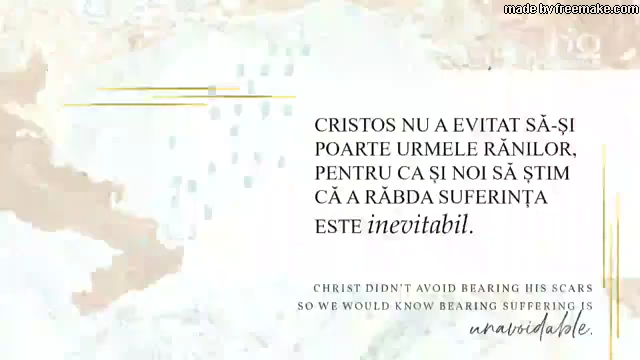 made by freemake.com
CRISTOS NU A EVITAT SĂ-ȘI
POARTE URMELE RĂNILOR,
PENTRU CA ȘI NOI SĂ ȘTIM
CĂ A RĂBDA SUFERINȚA
ESTE inevitabil.
CHRIST DIDN'T AVOID BEARING HIS SCARS
SO WE WOULD KNOW BEARING SUFFERING IS
unavoidable.